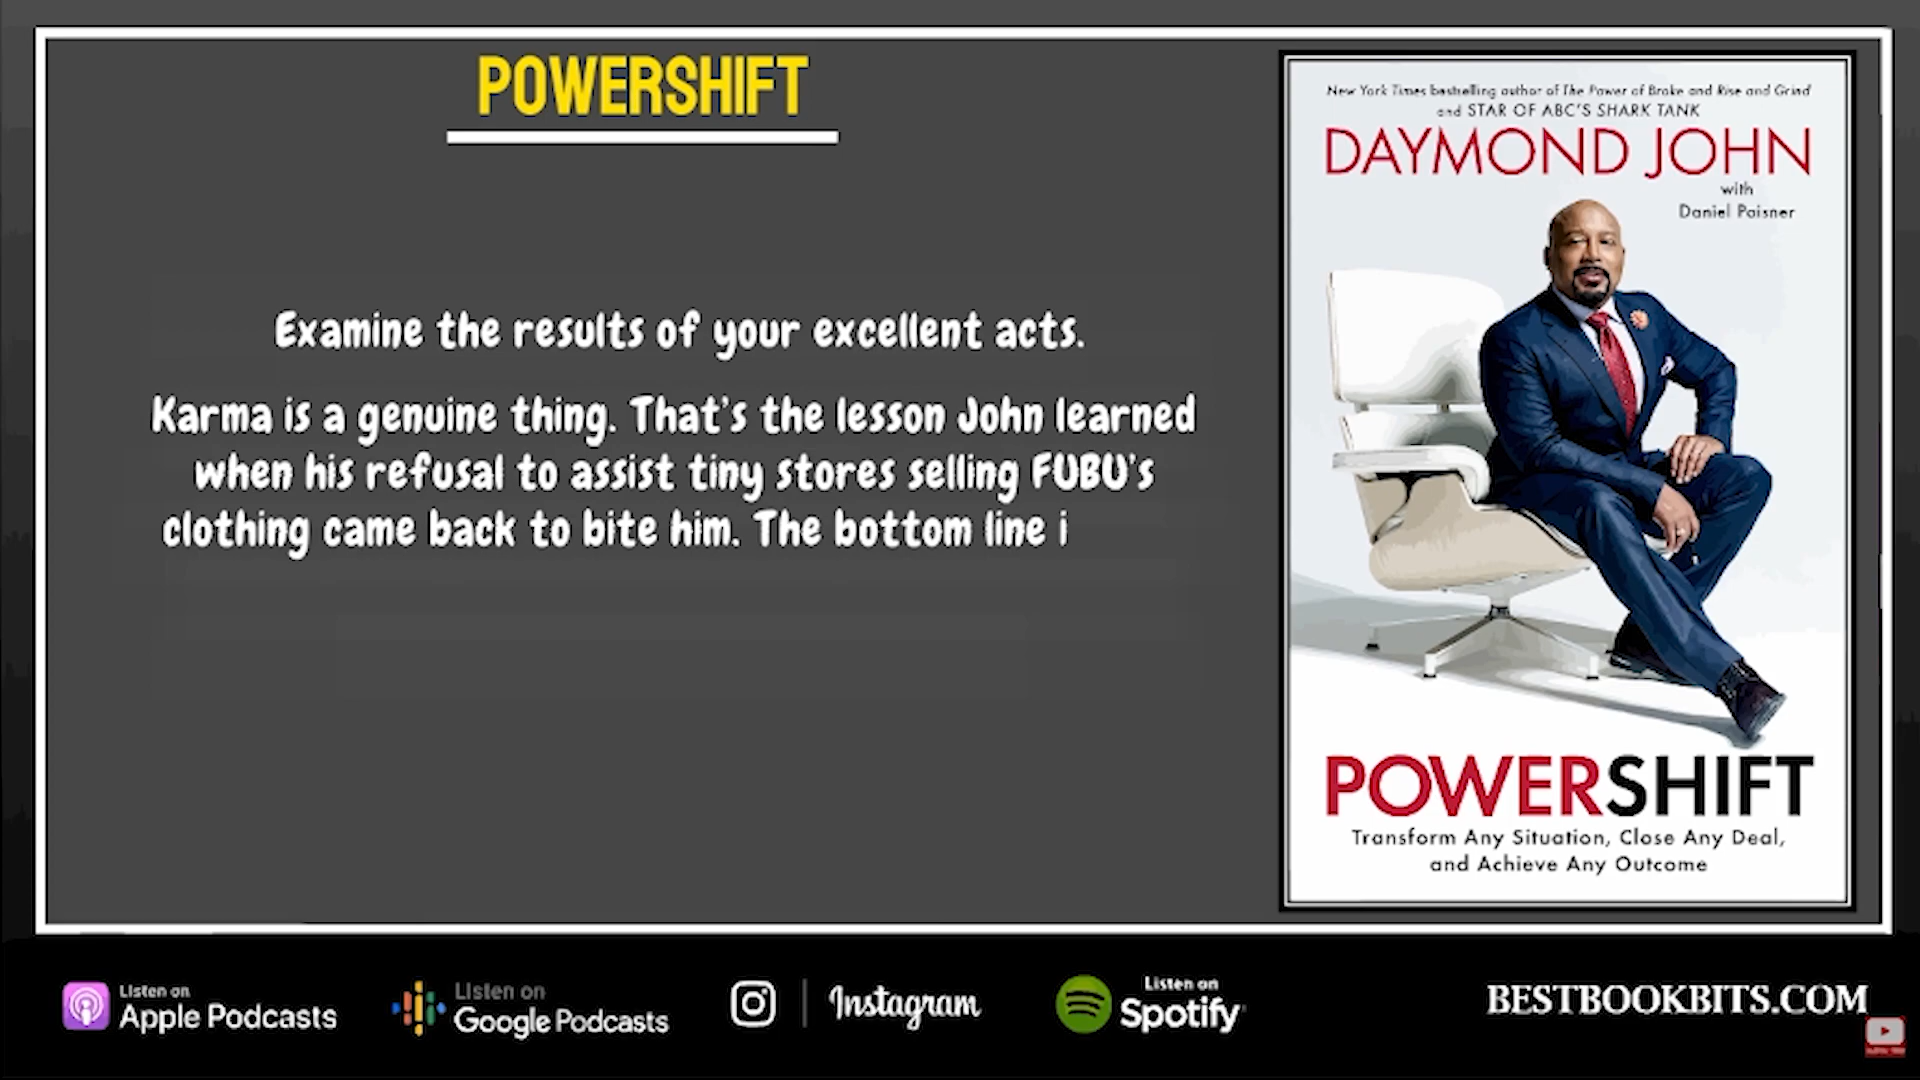 POWERSHIFT
Examine the results of your excellent acts.
Karma is a genuine thing. That's the lesson John learned
when his refusal to assist tiny stores selling FUBU's
clothing came back to bite him. The bottom line i
New York Times bestselling author of The Power of Broke and Rise and Grind
and STAR OF ABC'S SHARK TANK
DAYMOND JOHN
with
Daniel Paisner
POWERSHIFT
Transform Any Situation, Close Any Deal,
and Achieve Any Outcome
Listen on
Apple Podcasts
Listen on
Google Podcasts
Instagram
Listen on
Spotify
BESTBOOKBITS.COM